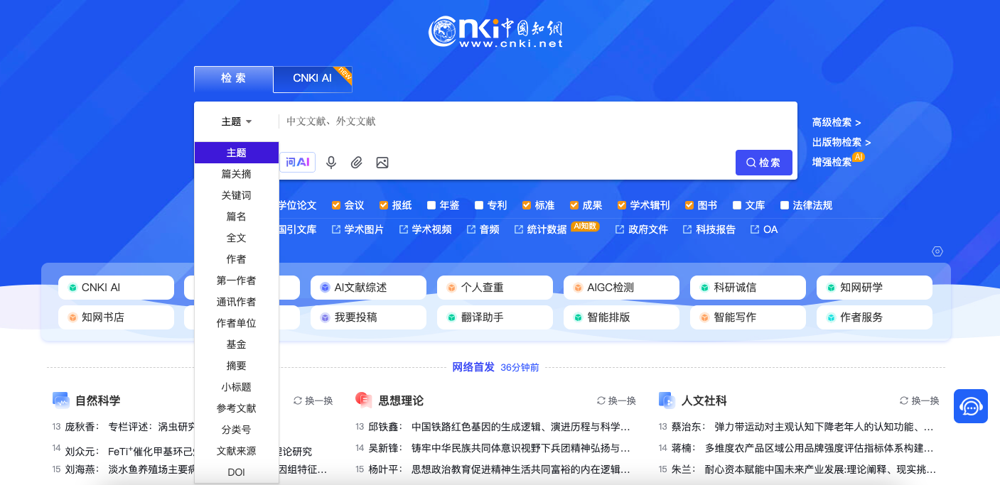 cnki 中国知網
www.cnki.net
检 索
CNKI AI
new
主题
中文文献、外文文献
高级检索 >
出版物检索 >
增强检索 AI
问AI
检 索
主题
篇关摘
关键词
篇名
全文
作者
第一作者
通讯作者
作者单位
基金
摘要
小标题
参考文献
分类号
文献来源
DOI
学位论文 会议 报纸 年鉴 专利 标准 成果 学术辑刊 图书 文库 法律法规
国引文库 学术图片 学术视频 音频 统计数据 AI知数 政府文件 科技报告 OA
CNKI AI AI文献综述 个人查重 AIGC检测 科研诚信 知网研学
知网书店 我要投稿 翻译助手 智能排版 智能写作 作者服务
网络首发 36分钟前
自然科学 换一换
13 庞秋香： 专栏评述：涡虫研究
14 刘众元： FeTi⁺催化甲基环己 理论研究
15 刘海燕： 淡水鱼养殖场主要病 因组特征...
思想理论 换一换
13 邱铁鑫： 中国铁路红色基因的生成逻辑、演进历程与科学...
14 吴新锋： 铸牢中华民族共同体意识视野下兵团精神弘扬与...
15 杨叶平： 思想政治教育促进精神生活共同富裕的内在逻辑...
人文社科 换一换
13 蔡治东： 弹力带运动对主观认知下降老年人的认知功能、...
14 蒋楠： 多维度农产品区域公用品牌强度评估指标体系构建...
15 朱兰： 耐心资本赋能中国未来产业发展:理论阐释、现实挑...